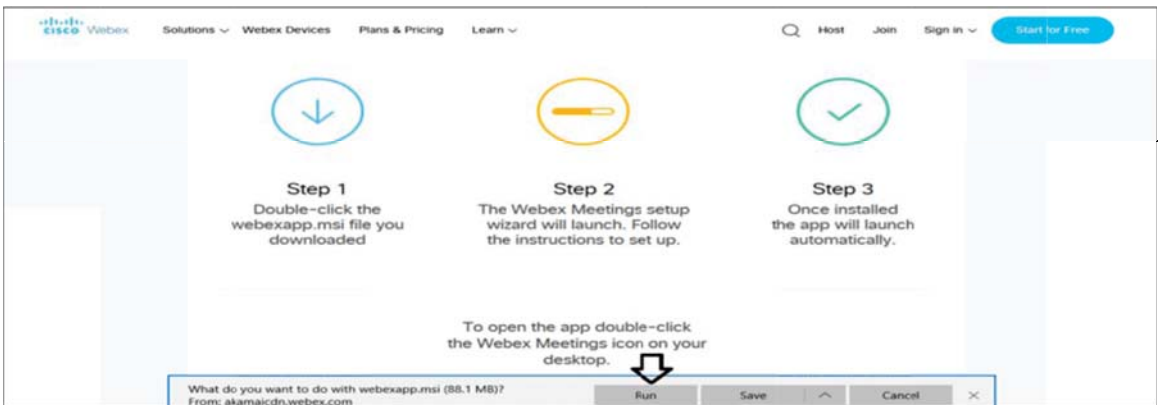 CISCO Webex Solutions Webex Devices Plans & Pricing Learn Host Join Sign in Start for Free
Step 1
Double-click the
webexapp.msi file you
downloaded
Step 2
The Webex Meetings setup
wizard will launch. Follow
the instructions to set up.
Step 3
Once installed
the app will launch
automatically.
To open the app double-click
the Webex Meetings icon on your
desktop.
What do you want to do with webexapp.msi (88.1 MB)?
From: akamaicdn.webex.com
Run Save Cancel